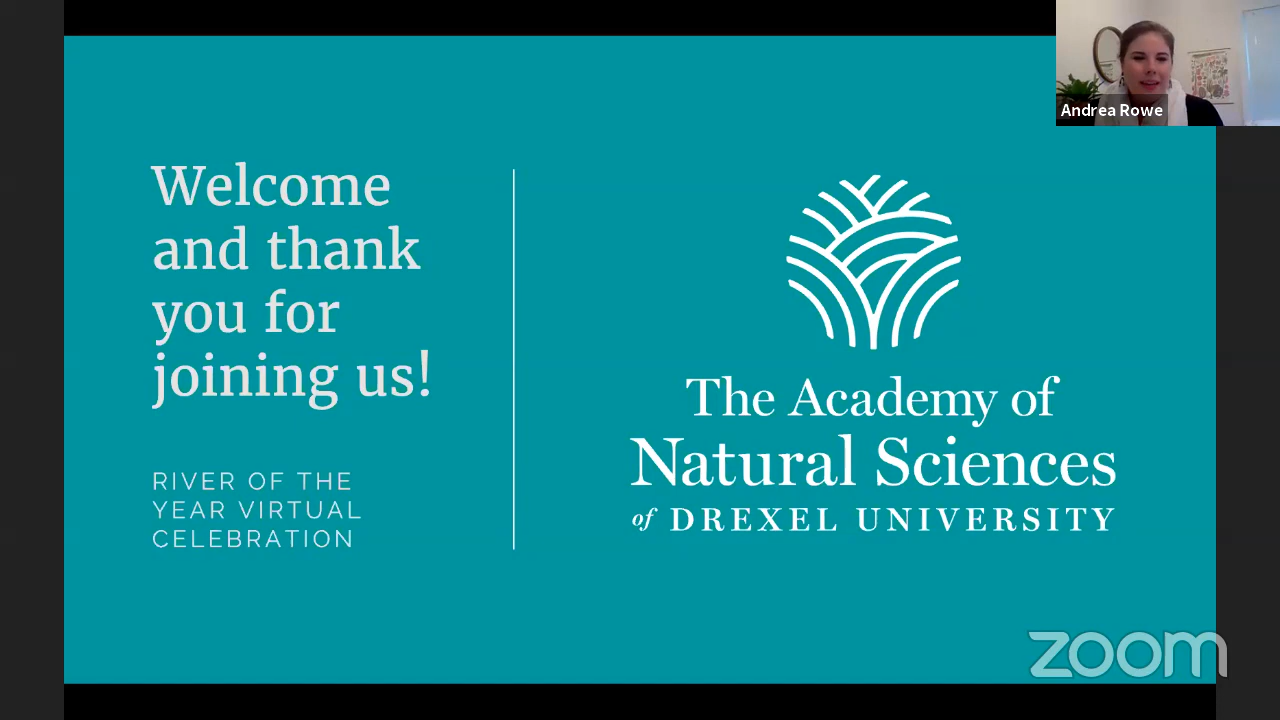 Welcome
and thank
you for
joining us!
RIVER OF THE
YEAR VIRTUAL
CELEBRATION
The Academy of
Natural Sciences
of DREXEL UNIVERSITY
Andrea Rowe
zoom